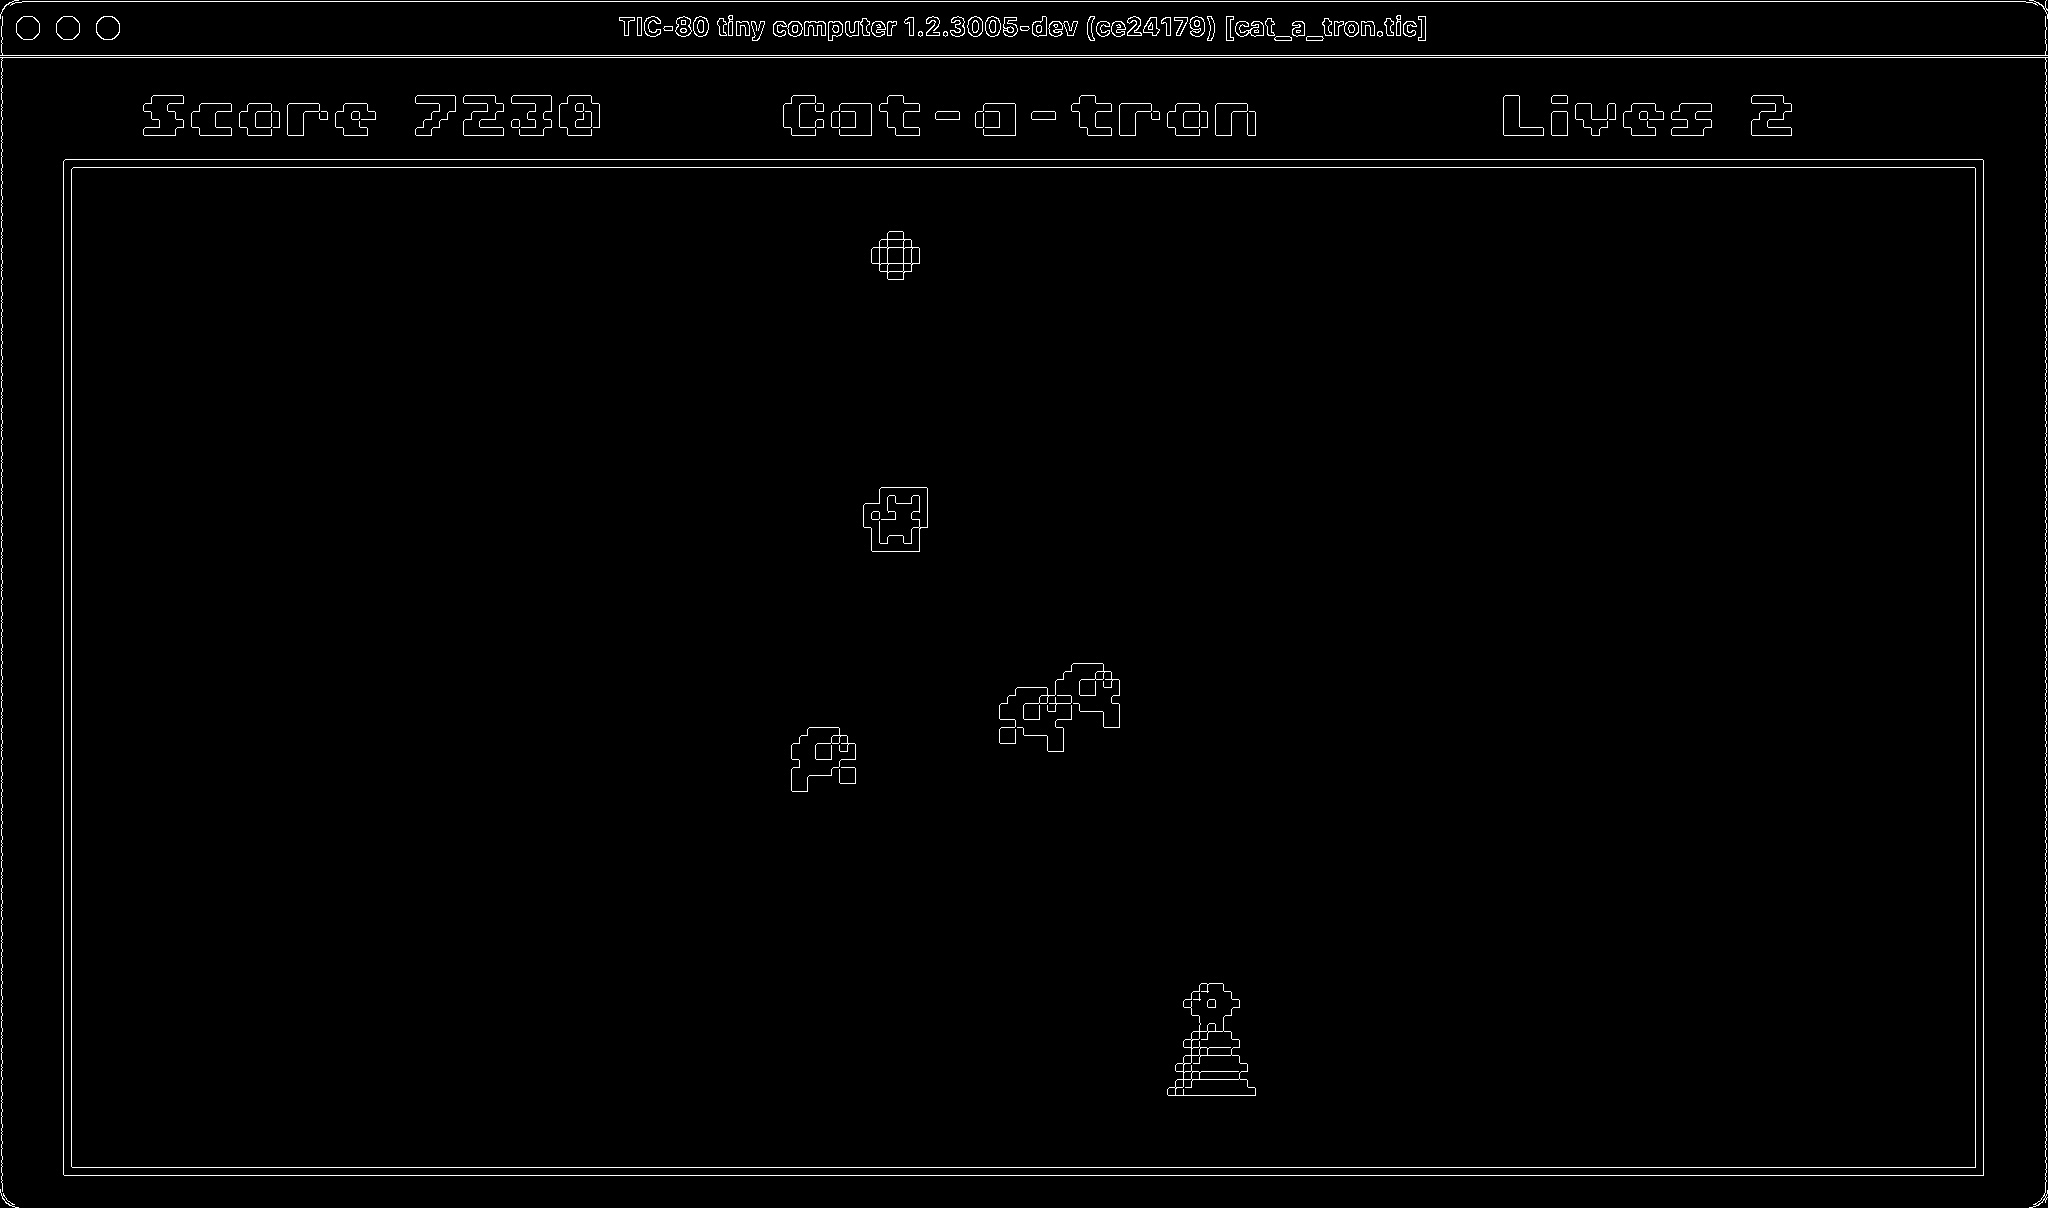 TIC-80 tiny computer 1.2.3005-dev (ce24179) [cat_a_tron.tic]
Score 7230 Cat-a-tron Lives 2